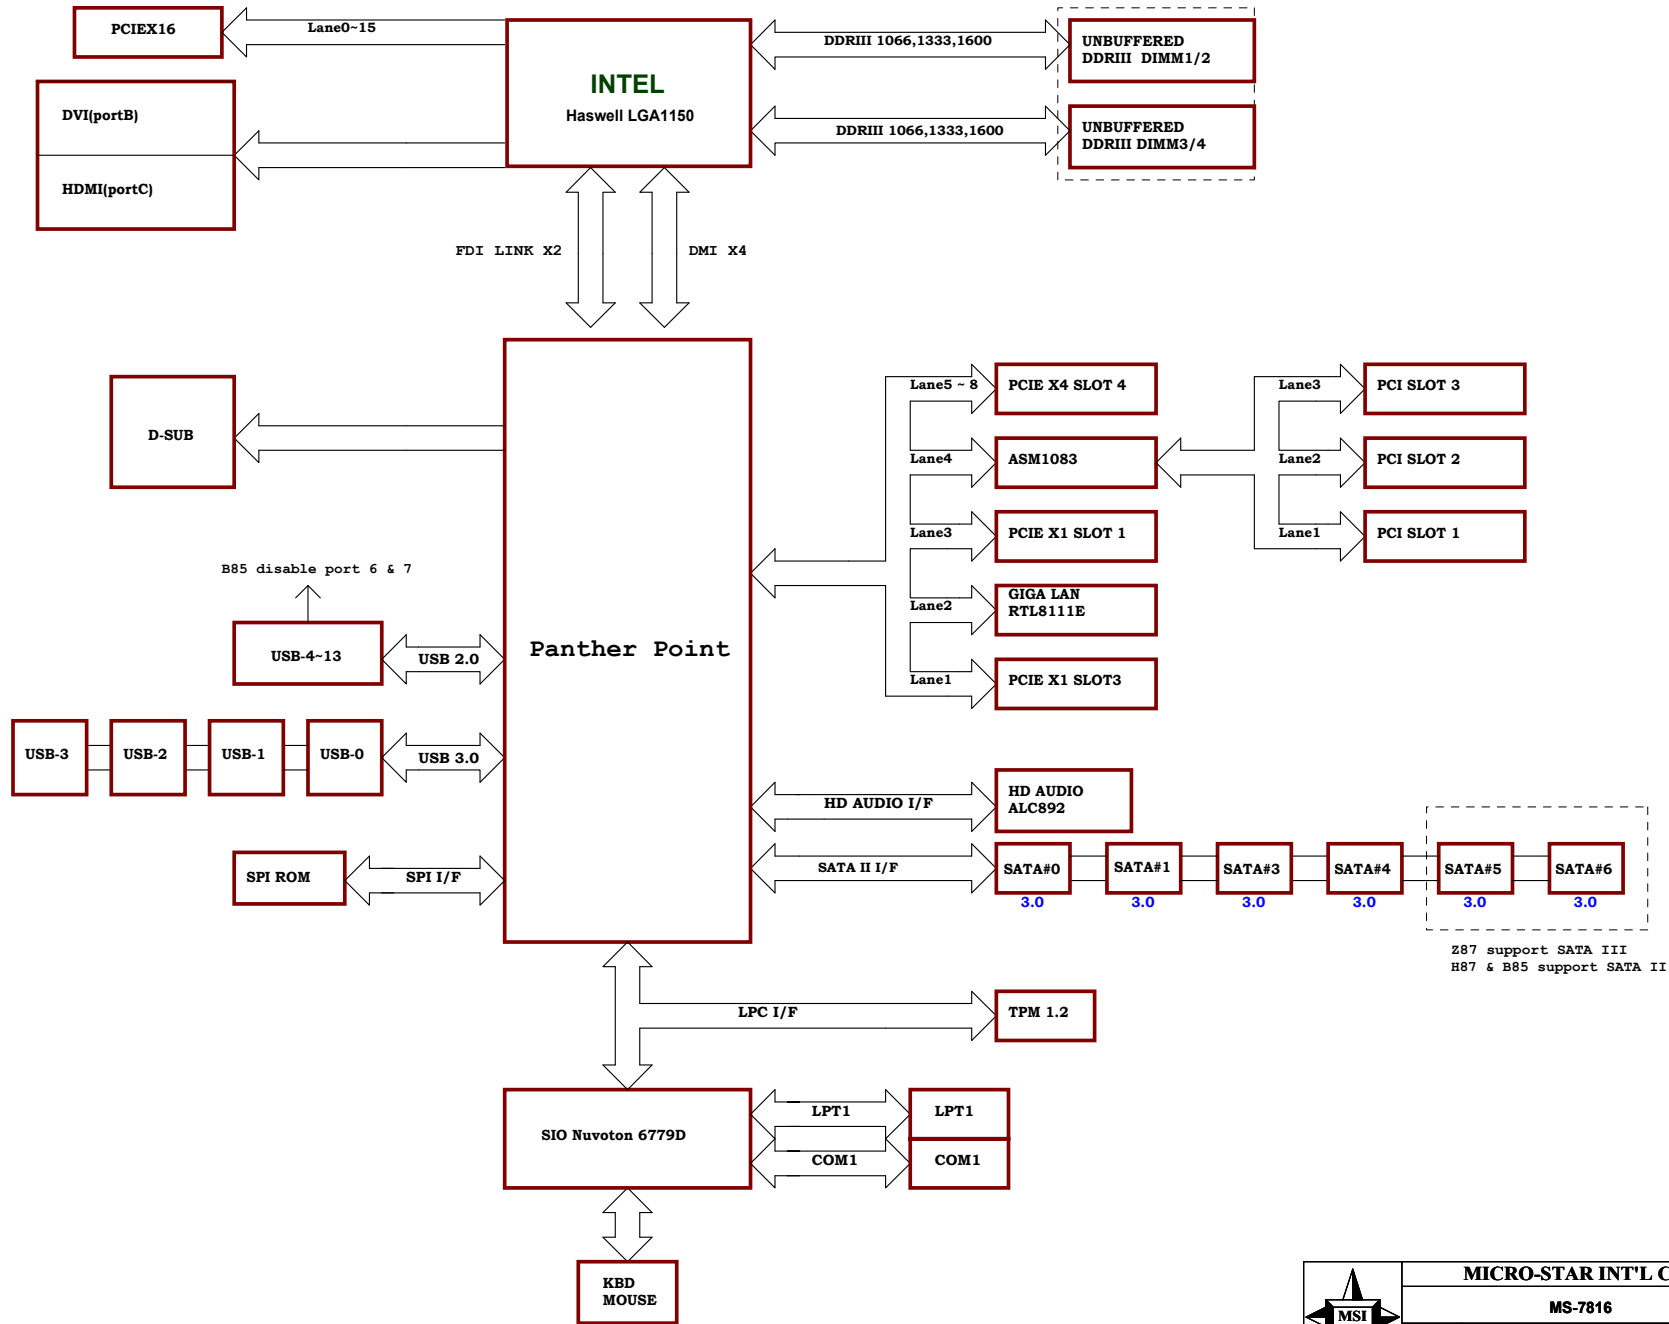 PCIEX16
Lane0~15
DDRIII 1066,1333,1600
UNBUFFERED
DDRIII DIMM1/2
INTEL
Haswell LGA1150
DVI(portB)
HDMI(portC)
DDRIII 1066,1333,1600
UNBUFFERED
DDRIII DIMM3/4
FDI LINK X2
DMI X4
D-SUB
Panther Point
Lane5 ~ 8
PCIE X4 SLOT 4
Lane4
ASM1083
Lane3
PCIE X1 SLOT 1
Lane2
GIGA LAN
RTL8111E
Lane1
PCIE X1 SLOT3
Lane3
PCI SLOT 3
Lane2
PCI SLOT 2
Lane1
PCI SLOT 1
B85 disable port 6 & 7
USB-4~13
USB 2.0
USB-3
USB-2
USB-1
USB-0
USB 3.0
HD AUDIO I/F
HD AUDIO
ALC892
SPI ROM
SPI I/F
SATA II I/F
SATA#0
SATA#1
SATA#3
SATA#4
SATA#5
SATA#6
3.0
3.0
3.0
3.0
3.0
3.0
Z87 support SATA III
H87 & B85 support SATA II
LPC I/F
TPM 1.2
SIO Nuvoton 6779D
LPT1
LPT1
COM1
COM1
KBD
MOUSE
MSI
MICRO-STAR INT'L C
MS-7816